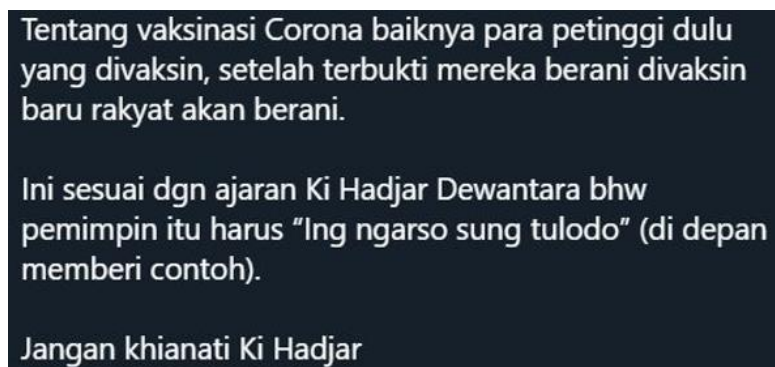 Tentang vaksinasi Corona baiknya para petinggi dulu
yang divaksin, setelah terbukti mereka berani divaksin
baru rakyat akan berani.
Ini sesuai dgn ajaran Ki Hadjar Dewantara bhw
pemimpin itu harus “Ing ngarso sung tulodo” (di depan
memberi contoh).
Jangan khianati Ki Hadjar